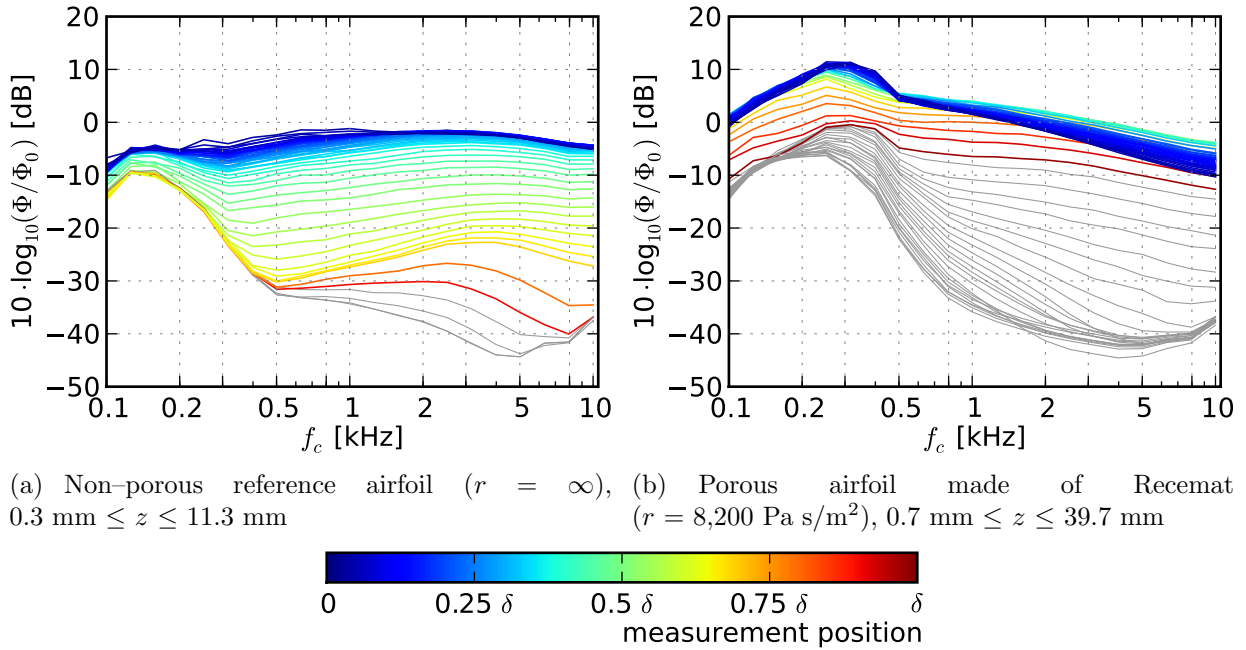 20
10
0
−10
−20
−30
−40
−50
10 ·log10(Φ/Φ0) [dB]
0.1 0.2 0.5 1 2 5 10
fc [kHz]
20
10
0
−10
−20
−30
−40
−50
10 ·log10(Φ/Φ0) [dB]
0.1 0.2 0.5 1 2 5 10
fc [kHz]
(a) Non–porous reference airfoil (r = ∞),
0.3 mm ≤ z ≤ 11.3 mm
(b) Porous airfoil made of Recemat
(r = 8,200 Pa s/m²), 0.7 mm ≤ z ≤ 39.7 mm
0 0.25 δ 0.5 δ 0.75 δ δ
measurement position